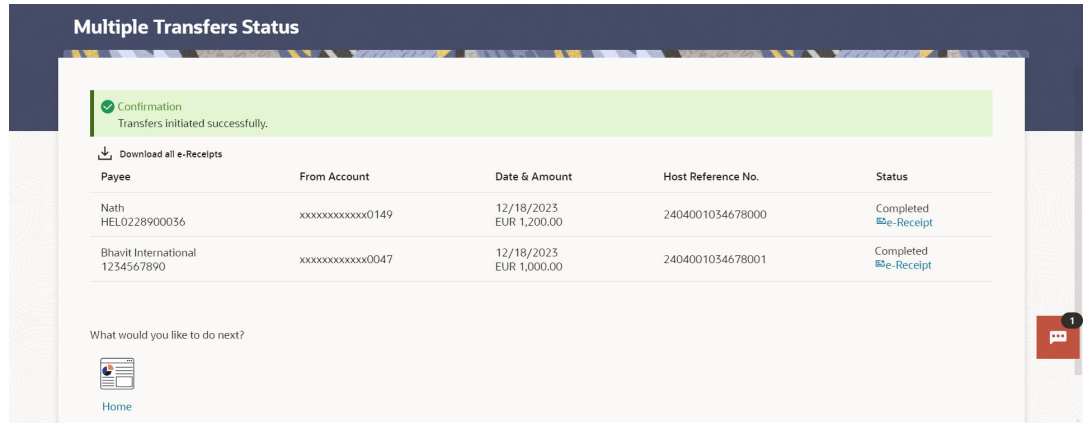 Multiple Transfers Status
Confirmation
Transfers initiated successfully.
Download all e-Receipts
Payee From Account Date & Amount Host Reference No. Status
Nath
HEL0228900036
xxxxxxxxxxxx0149
12/18/2023
EUR 1,200.00
2404001034678000
Completed
e-Receipt
Bhavit International
1234567890
xxxxxxxxxxxx0047
12/18/2023
EUR 1,000.00
2404001034678001
Completed
e-Receipt
What would you like to do next?
1
Home